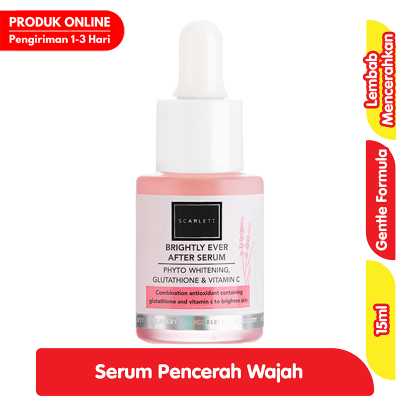 PRODUK ONLINE
Pengiriman 1-3 Hari
Lembab
Mencerahkan
Gentle Formula
15ml
SCARLETT
BRIGHTLY EVER
AFTER SERUM
PHYTO WHITENING,
GLUTATHIONE & VITAMIN C
Combination antioxidant containing
glutathione and vitamin c to brighten skin
SCARLETT
Serum Pencerah Wajah